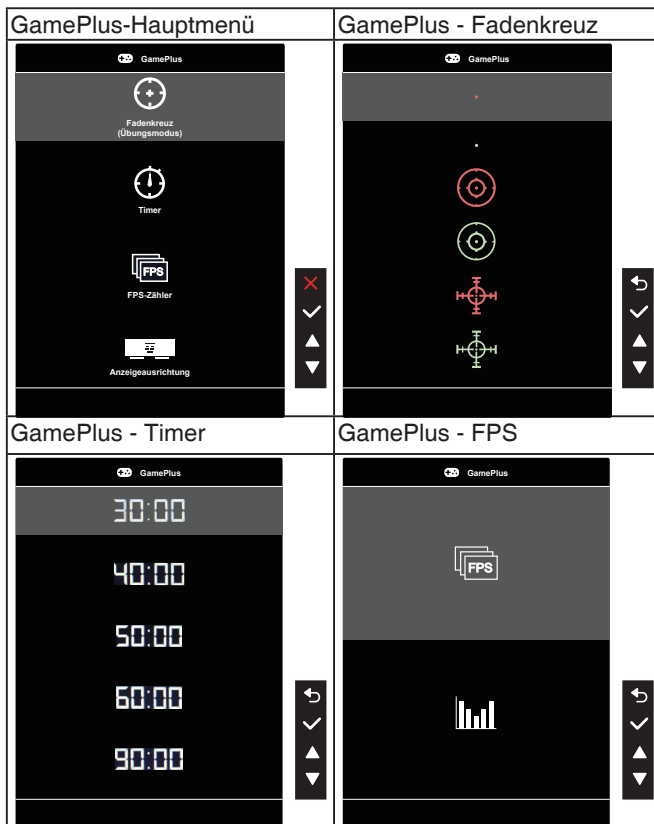 GamePlus-Hauptmenü
GamePlus - Fadenkreuz
GamePlus
Fadenkreuz
(Übungsmodus)
Timer
FPS
FPS-Zähler
Anzeigeausrichtung
GamePlus
GamePlus - Timer
GamePlus - FPS
GamePlus
30:00
40:00
50:00
60:00
90:00
GamePlus
FPS